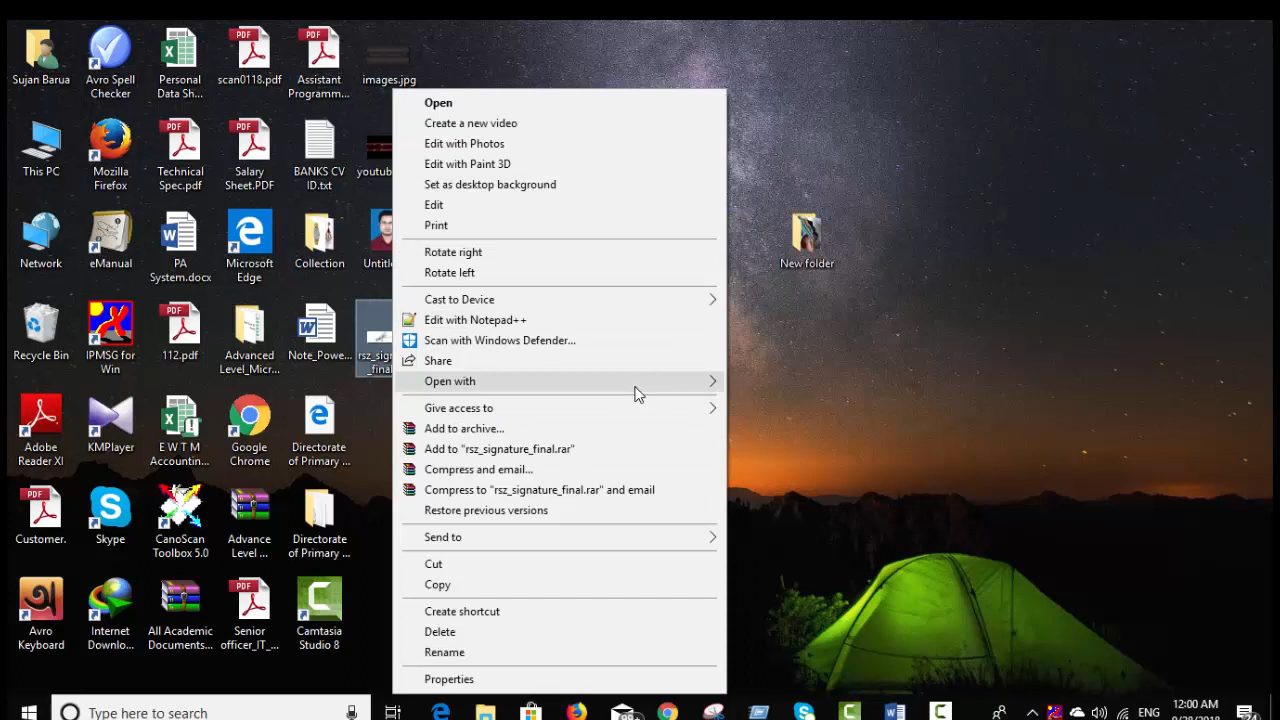 Sujan Barua
Avro Spell
Checker
Personal
Data Sh...
PDF
scan0118.pdf
PDF
Assistant
Programm...
images.jpg
This PC
Mozilla
Firefox
PDF
Technical
Spec.pdf
PDF
Salary
Sheet.PDF
BANKS CV
ID.txt
Network
eManual
PA
System.docx
Microsoft
Edge
Collection
Recycle Bin
IPMSG for
Win
PDF
112.pdf
Advanced
Level_Micr...
Note_Powe...
Adobe
Reader XI
KMPlayer
E W T M
Accountin...
Google
Chrome
Directorate
of Primary ...
PDF
Customer.
Skype
CanoScan
Toolbox 5.0
Advance
Level ...
Directorate
of Primary ...
Avro
Keyboard
Internet
Downlo...
All Academic
Documents...
PDF
Senior
officer_IT_...
Camtasia
Studio 8
New folder
Open
Create a new video
Edit with Photos
Edit with Paint 3D
Set as desktop background
Edit
Print
Rotate right
Rotate left
Cast to Device
Edit with Notepad++
Scan with Windows Defender...
Share
Open with
Give access to
Add to archive...
Add to "rsz_signature_final.rar"
Compress and email...
Compress to "rsz_signature_final.rar" and email
Restore previous versions
Send to
Cut
Copy
Create shortcut
Delete
Rename
Properties
Type here to search
ENG
12:00 AM